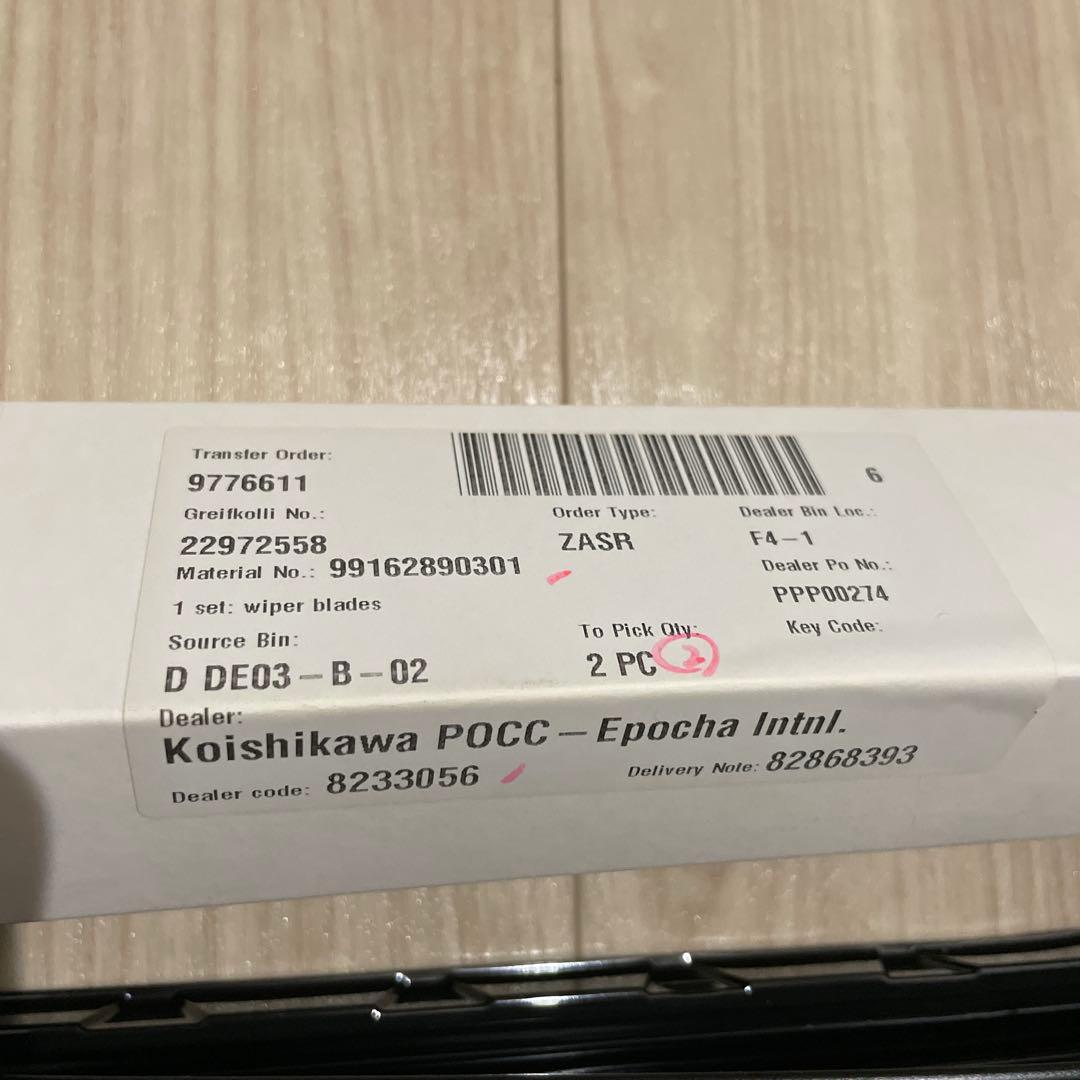 Transfer Order:
9776611
6
Greifkolli No.:
Order Type:
Dealer Bin Loc.:
22972558
ZASR
F4-1
Material No.: 99162890301
Dealer Po No.:
1 set: wiper blades
PPP00274
Source Bin:
To Pick Qty:
Key Code:
D DE03-B-02
2 PC 2
Dealer:
Koishikawa POCC-Epocha Intnl.
Dealer code: 8233056
Delivery Note: 82868393